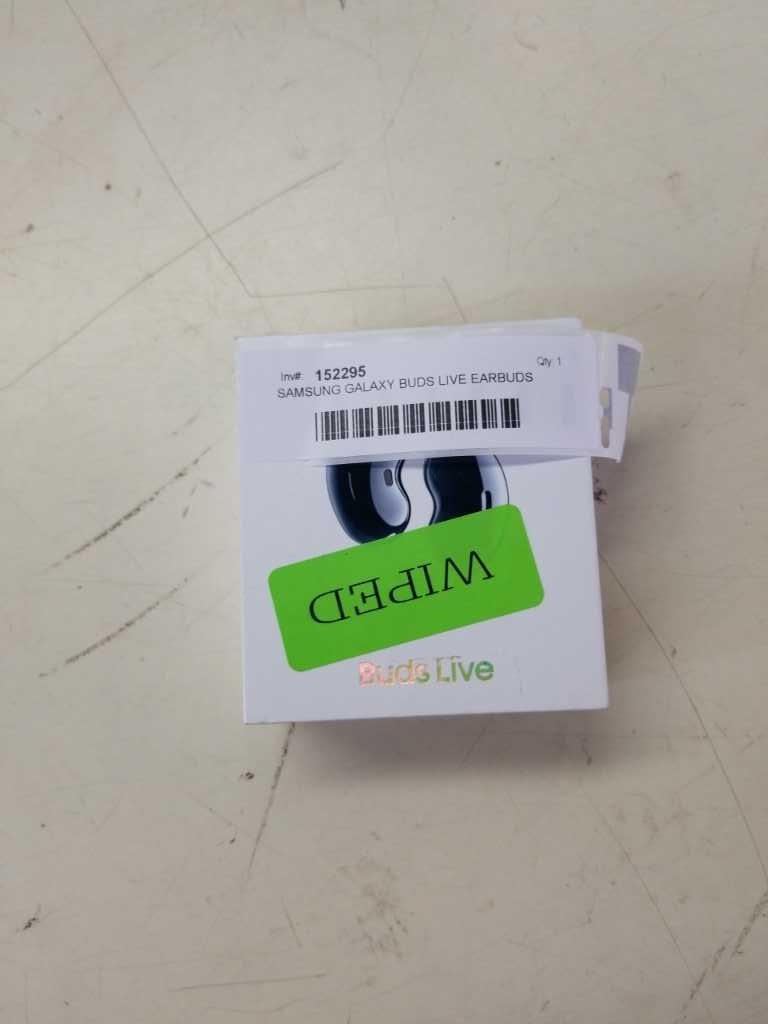 Inv#: 152295 Qty: 1
SAMSUNG GALAXY BUDS LIVE EARBUDS
WIPED
Buds Live